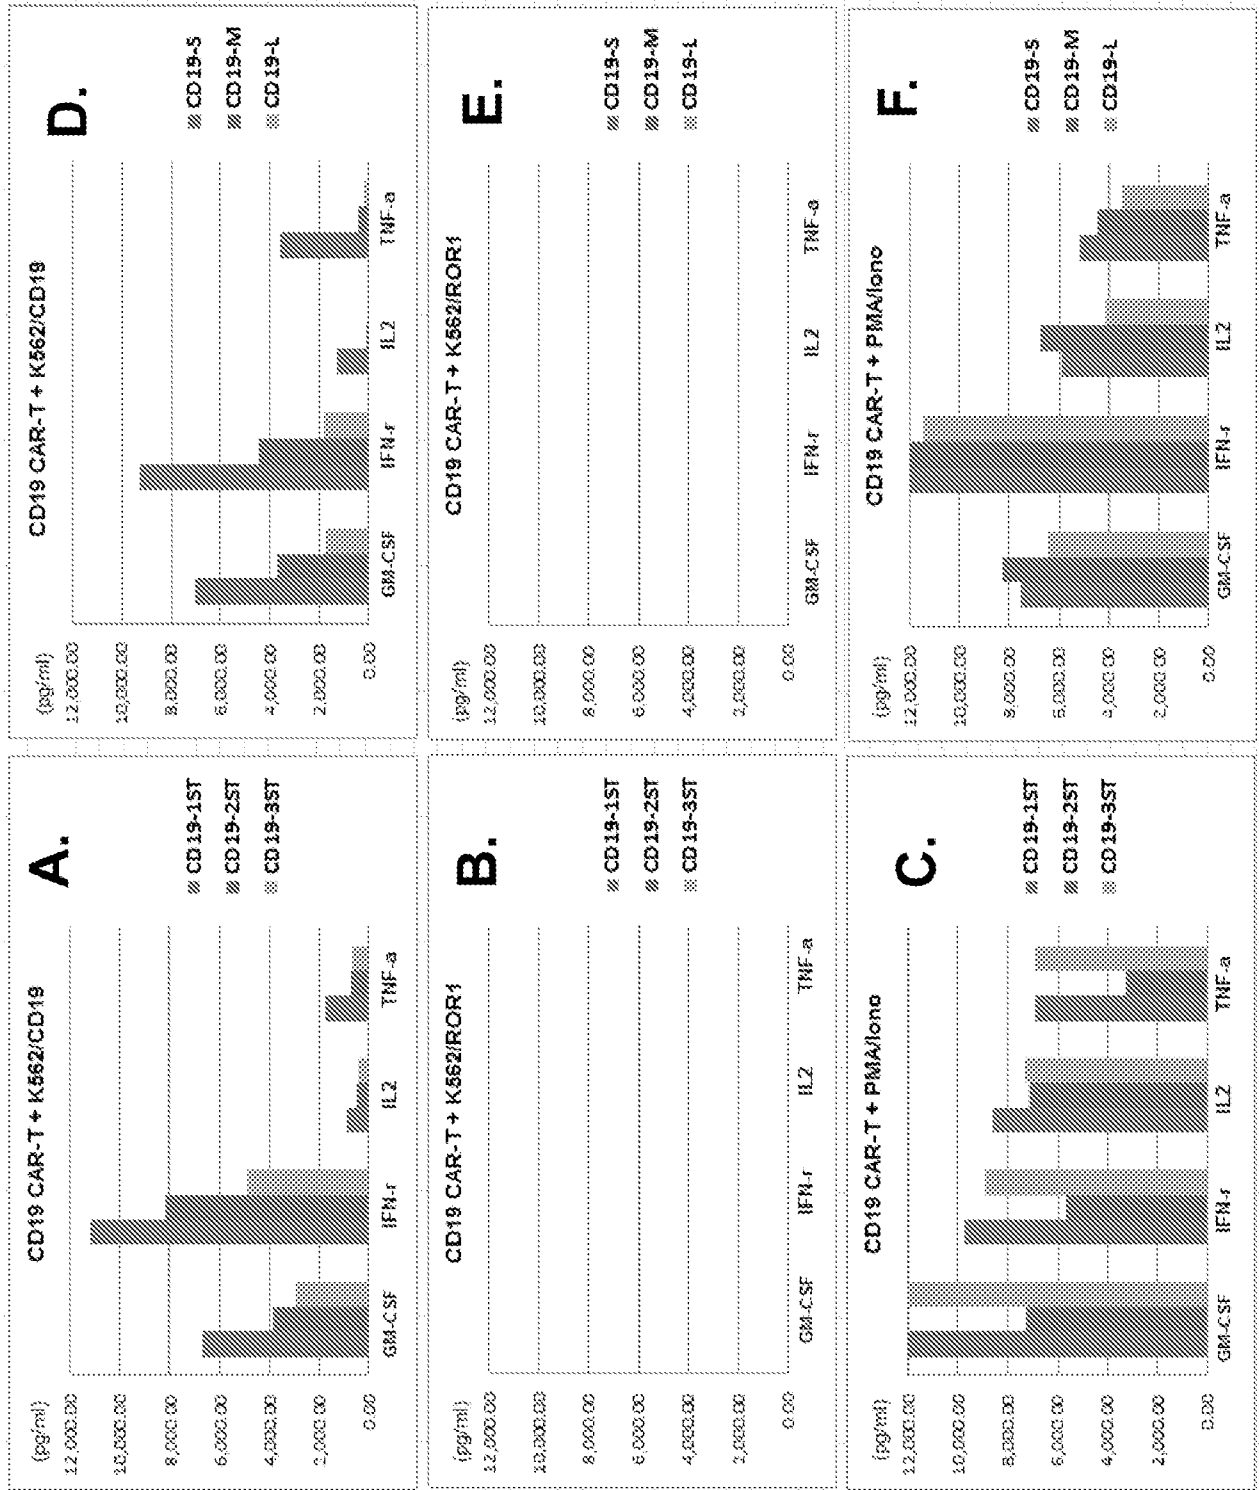 A.
CD19 CAR-T + K562/CD19
(pg/ml)
12,000.00
10,000.00
8,000.00
6,000.00
4,000.00
2,000.00
0.00
GM-CSF
IFN-r
IL2
TNF-a
CD19-1ST
CD19-2ST
CD19-3ST
B.
CD19 CAR-T + K562/ROR1
(pg/ml)
12,000.00
10,000.00
8,000.00
6,000.00
4,000.00
2,000.00
0.00
GM-CSF
IFN-r
IL2
TNF-a
CD19-1ST
CD19-2ST
CD19-3ST
C.
CD19 CAR-T + PMA/Iono
(pg/ml)
12,000.00
10,000.00
8,000.00
6,000.00
4,000.00
2,000.00
0.00
GM-CSF
IFN-r
IL2
TNF-a
CD19-1ST
CD19-2ST
CD19-3ST
D.
CD19 CAR-T + K562/CD19
(pg/ml)
12,000.00
10,000.00
8,000.00
6,000.00
4,000.00
2,000.00
0.00
GM-CSF
IFN-r
IL2
TNF-a
CD19-S
CD19-M
CD19-L
E.
CD19 CAR-T + K562/ROR1
(pg/ml)
12,000.00
10,000.00
8,000.00
6,000.00
4,000.00
2,000.00
0.00
GM-CSF
IFN-r
IL2
TNF-a
CD19-S
CD19-M
CD19-L
F.
CD19 CAR-T + PMA/Iono
(pg/ml)
12,000.00
10,000.00
8,000.00
6,000.00
4,000.00
2,000.00
0.00
GM-CSF
IFN-r
IL2
TNF-a
CD19-S
CD19-M
CD19-L